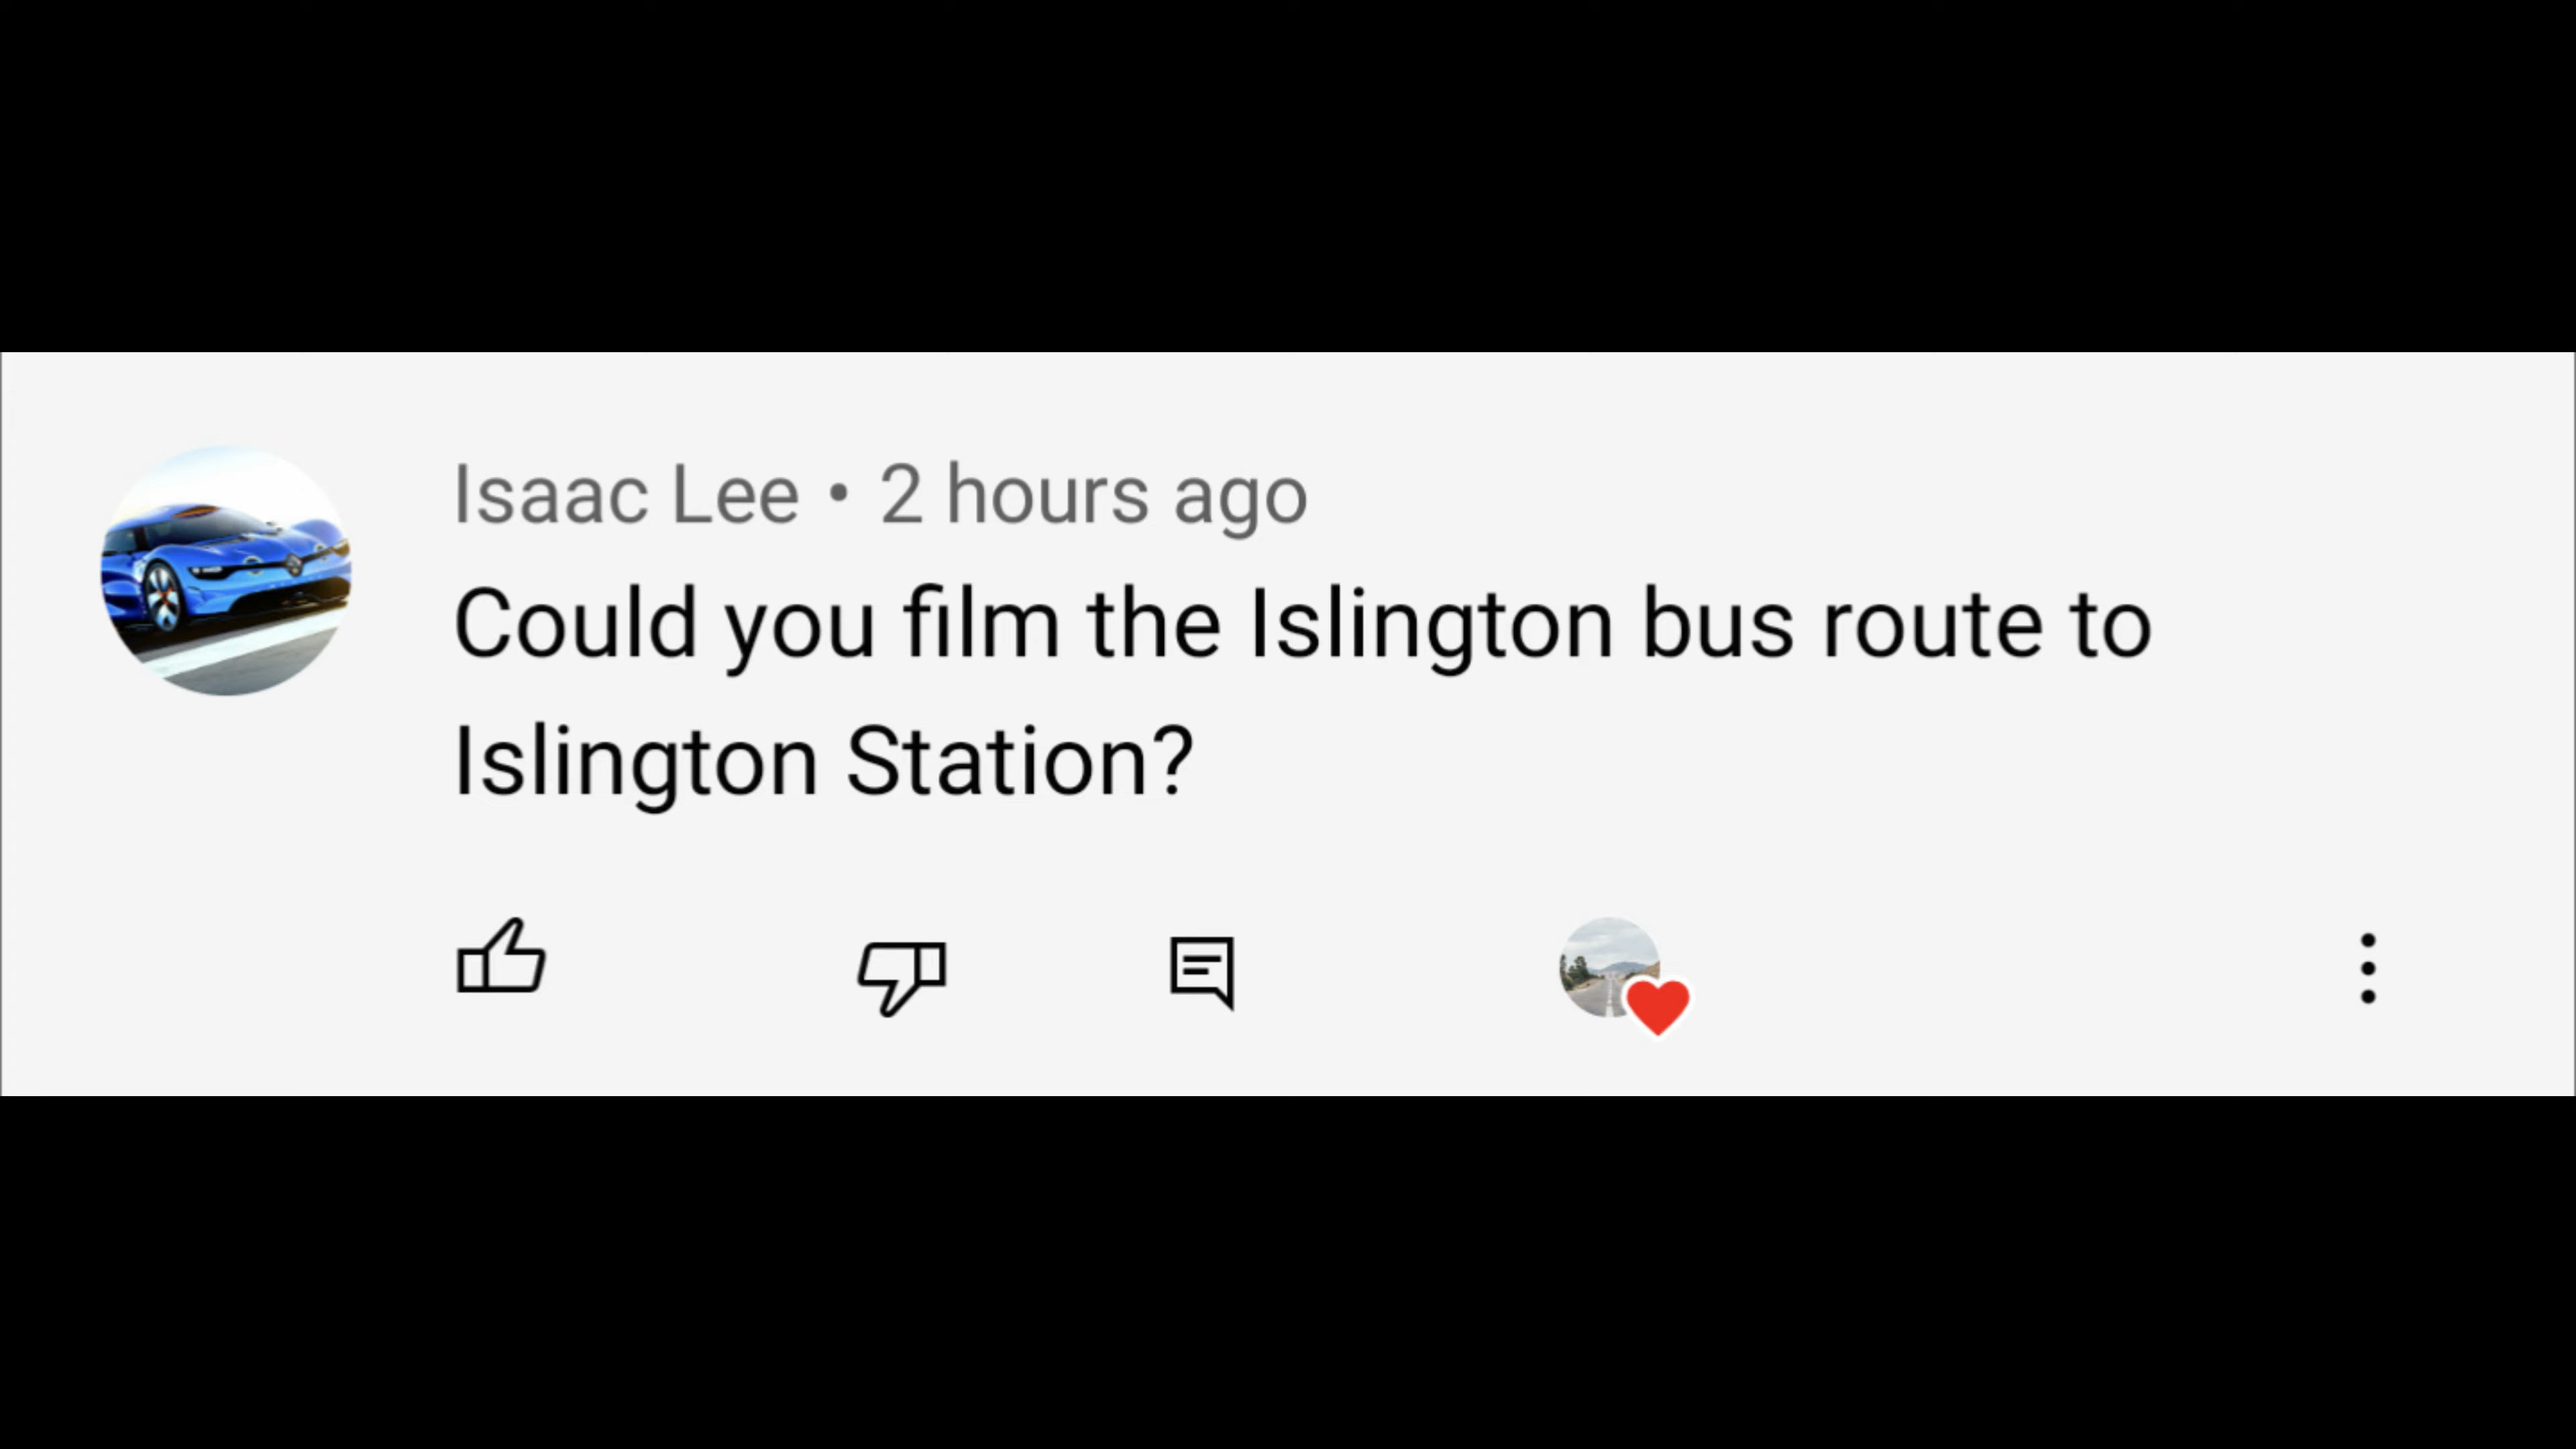 Isaac Lee • 2 hours ago
Could you film the Islington bus route to
Islington Station?